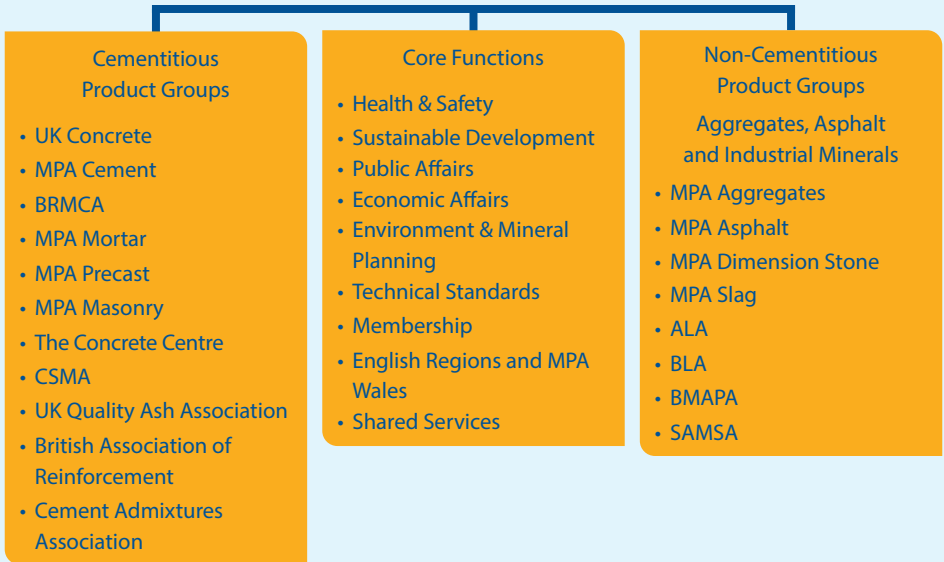 Cementitious
Product Groups
• UK Concrete
• MPA Cement
• BRMCA
• MPA Mortar
• MPA Precast
• MPA Masonry
• The Concrete Centre
• CSMA
• UK Quality Ash Association
• British Association of
Reinforcement
• Cement Admixtures
Association
Core Functions
• Health & Safety
• Sustainable Development
• Public Affairs
• Economic Affairs
• Environment & Mineral
Planning
• Technical Standards
• Membership
• English Regions and MPA
Wales
• Shared Services
Non-Cementitious
Product Groups
Aggregates, Asphalt
and Industrial Minerals
• MPA Aggregates
• MPA Asphalt
• MPA Dimension Stone
• MPA Slag
• ALA
• BLA
• BMAPA
• SAMSA